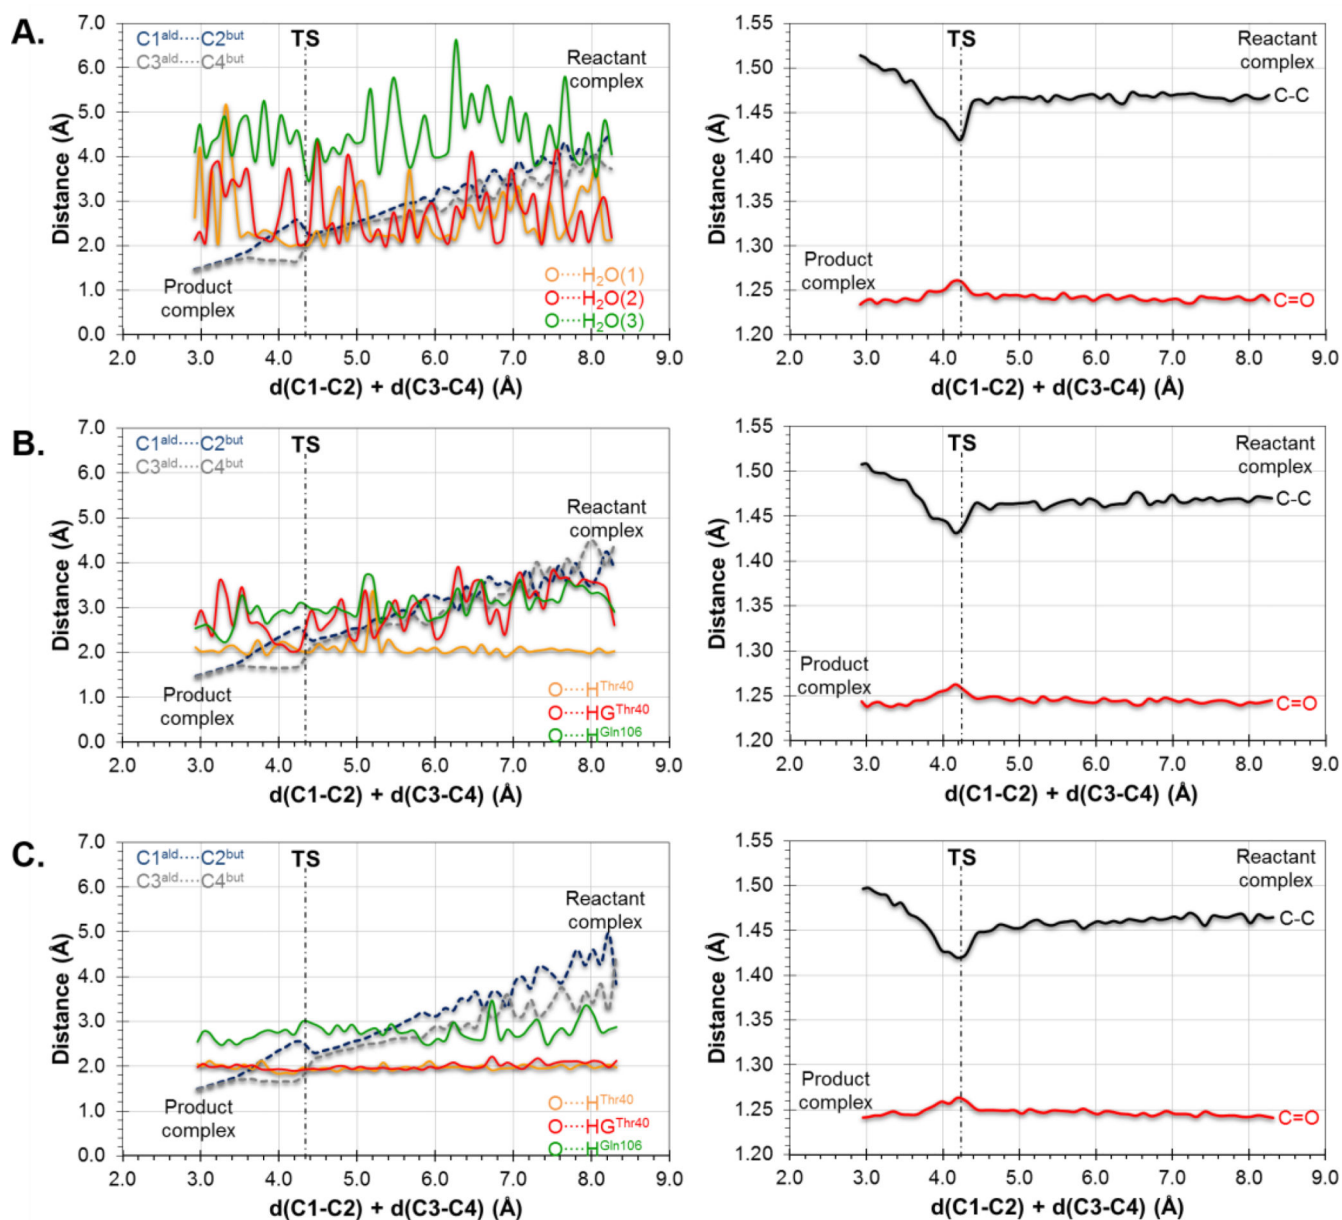 A.
7.0
6.0
5.0
4.0
3.0
2.0
1.0
0.0
Distance (Å)
C1ald····C2but
C3ald····C4but
TS
Reactant
complex
Product
complex
O····H2O(1)
O····H2O(2)
O····H2O(3)
2.0 3.0 4.0 5.0 6.0 7.0 8.0 9.0
d(C1-C2) + d(C3-C4) (Å)
1.55
1.50
1.45
1.40
1.30
1.25
1.20
Distance (Å)
TS
Reactant
complex
C-C
Product
complex
C=O
2.0 3.0 4.0 5.0 6.0 7.0 8.0 9.0
d(C1-C2) + d(C3-C4) (Å)
B.
7.0
6.0
5.0
4.0
3.0
2.0
1.0
0.0
Distance (Å)
C1ald····C2but
C3ald····C4but
TS
Reactant
complex
Product
complex
O····HThr40
O····HGThr40
O····HGln106
2.0 3.0 4.0 5.0 6.0 7.0 8.0 9.0
d(C1-C2) + d(C3-C4) (Å)
1.55
1.50
1.45
1.40
1.30
1.25
1.20
Distance (Å)
TS
Reactant
complex
C-C
Product
complex
C=O
2.0 3.0 4.0 5.0 6.0 7.0 8.0 9.0
d(C1-C2) + d(C3-C4) (Å)
C.
7.0
6.0
5.0
4.0
3.0
2.0
1.0
0.0
Distance (Å)
C1ald····C2but
C3ald····C4but
TS
Reactant
complex
Product
complex
O····HThr40
O····HGThr40
O····HGln106
2.0 3.0 4.0 5.0 6.0 7.0 8.0 9.0
d(C1-C2) + d(C3-C4) (Å)
1.55
1.50
1.45
1.40
1.30
1.25
1.20
Distance (Å)
TS
Reactant
complex
C-C
Product
complex
C=O
2.0 3.0 4.0 5.0 6.0 7.0 8.0 9.0
d(C1-C2) + d(C3-C4) (Å)